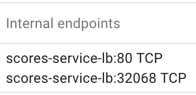 Internal endpoints
scores-service-lb:80 TCP
scores-service-lb:32068 TCP